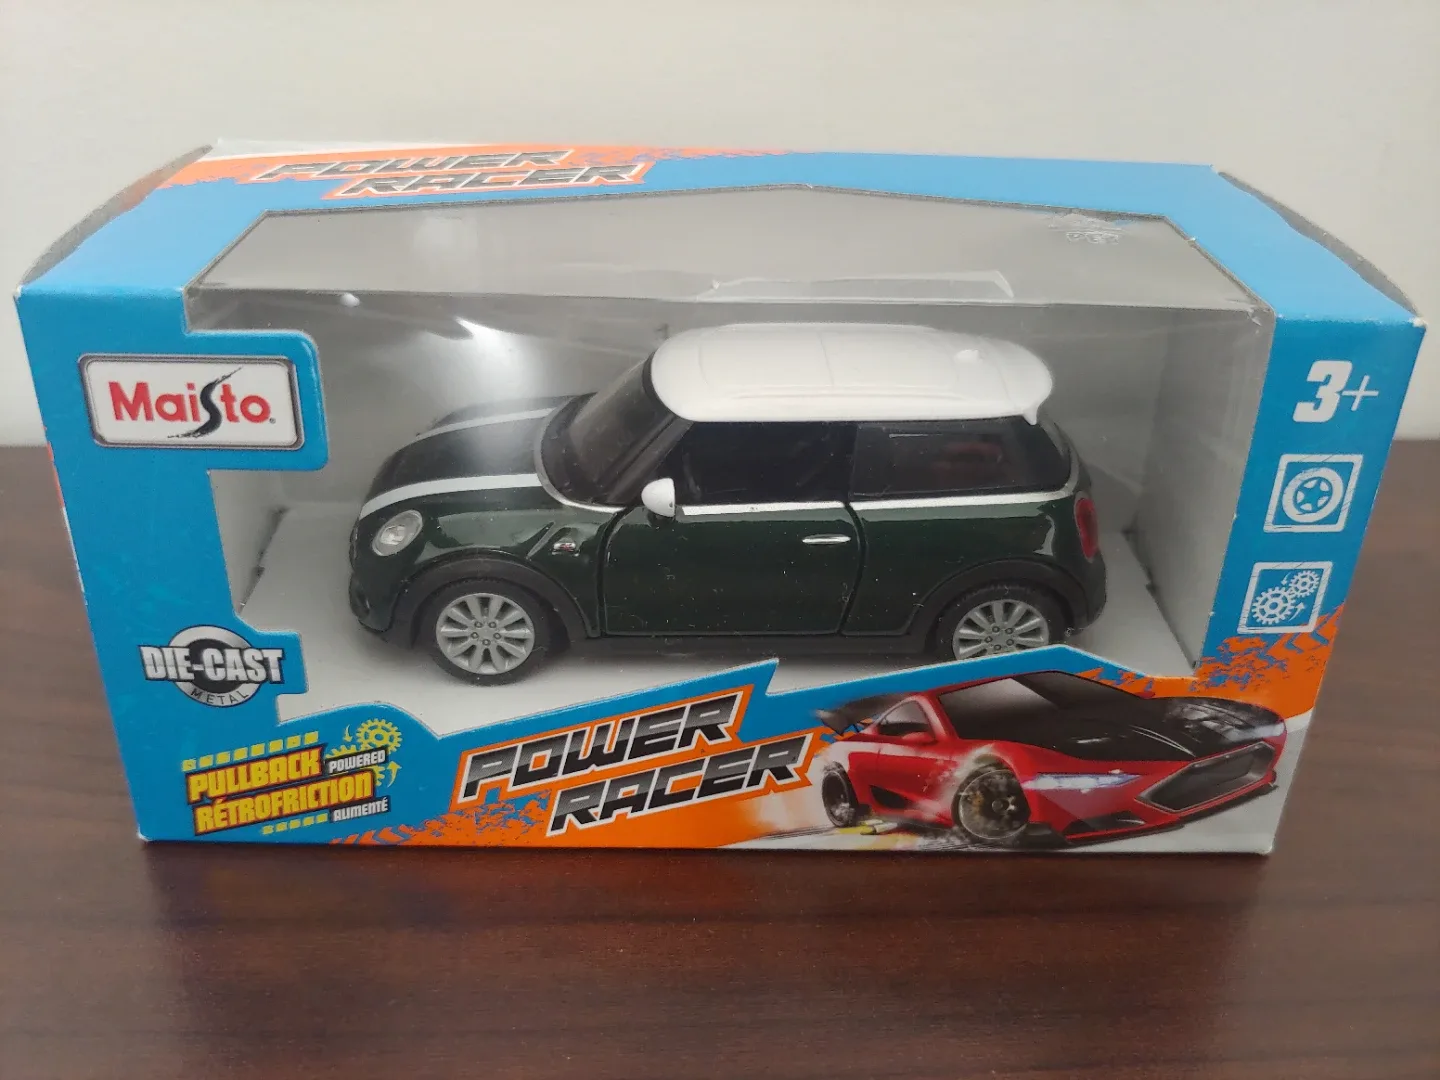 POWER
RACER
Maisto
3+
DIE-CAST
METAL
PULLBACK
POWERED
RÉTROFRICTION
ALIMENTÉ
POWER
RACER